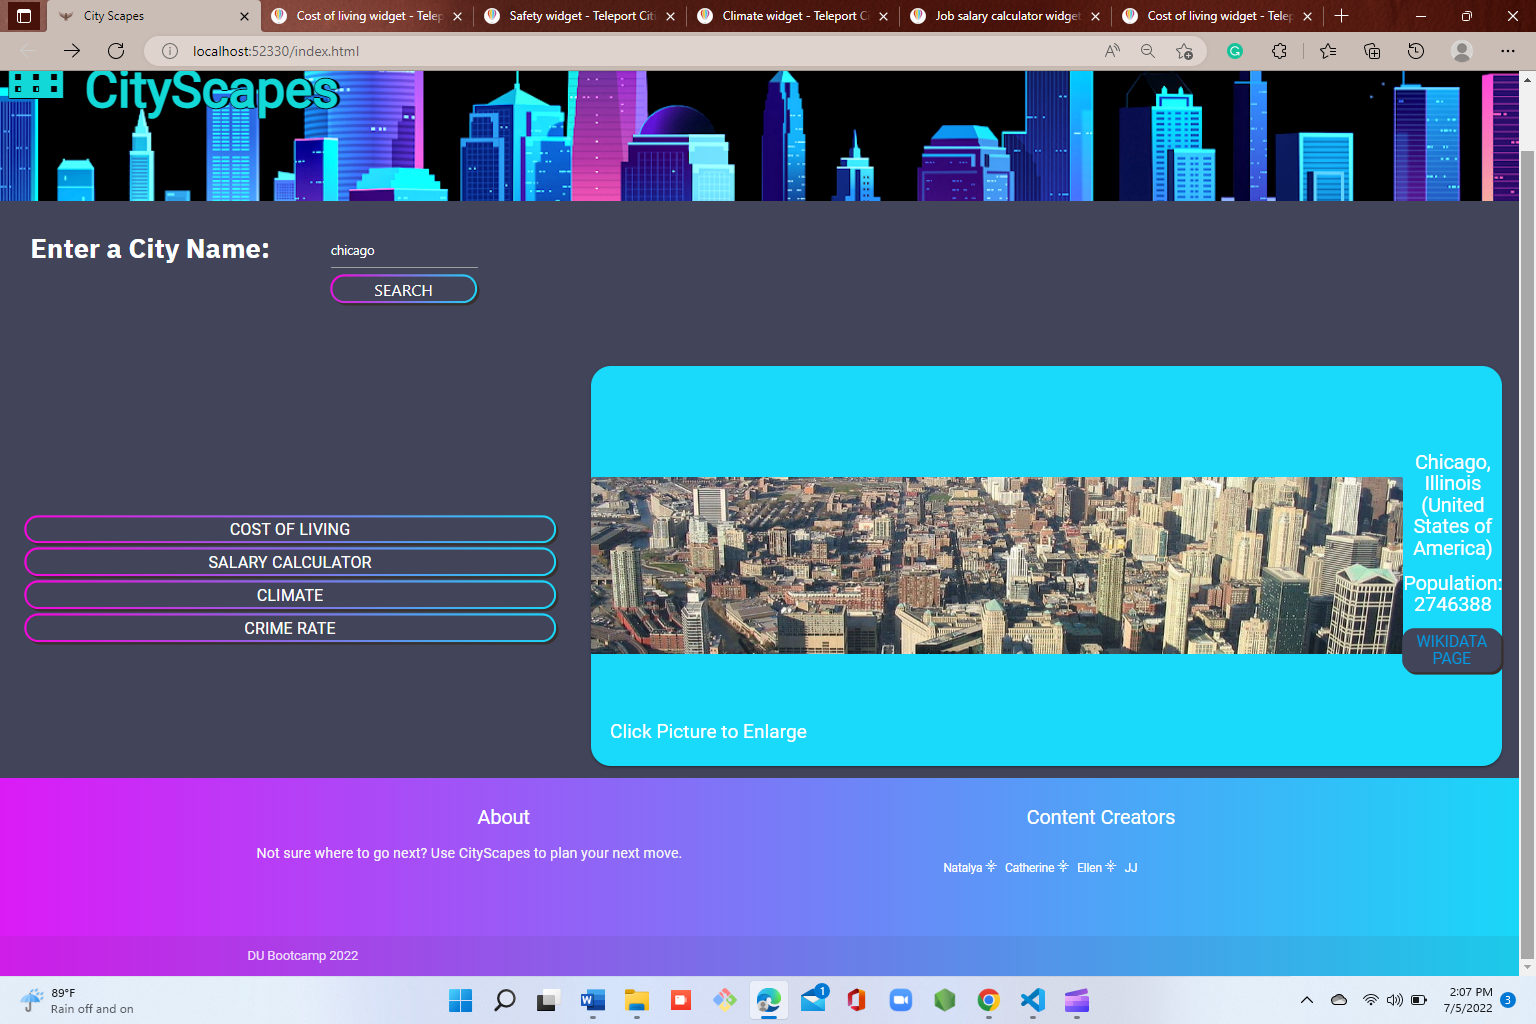 City Scapes
Cost of living widget - Telep
Safety widget - Teleport Citi
Climate widget - Teleport C
Job salary calculator widget
Cost of living widget - Telep
localhost:52330/index.html
CityScapes
Enter a City Name:
chicago
SEARCH
COST OF LIVING
SALARY CALCULATOR
CLIMATE
CRIME RATE
Chicago,
Illinois
(United
States of
America)
Population:
2746388
WIKIDATA
PAGE
Click Picture to Enlarge
About
Not sure where to go next? Use CityScapes to plan your next move.
Content Creators
Natalya
Catherine
Ellen
JJ
DU Bootcamp 2022
89°F
Rain off and on
1
2:07 PM
7/5/2022
3